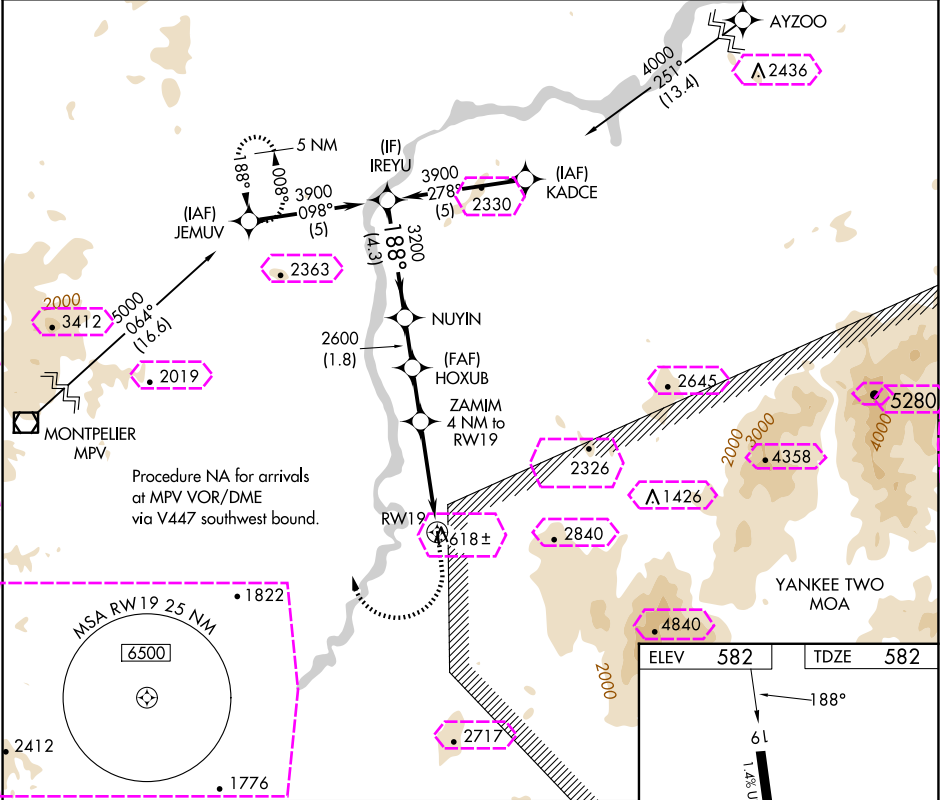 AYZOO
4000
251°
(13.4)
2436
5 NM
188°
008°
(IF)
IREYU
3900
098°
(5)
3900
278°
(5)
2330
(IAF)
KADCE
(IAF)
JEMUV
3200
188°
(4.3)
2363
2000
3412
5000
064°
(16.6)
NUYIN
2600
(1.8)
(FAF)
HOXUB
2019
2645
5280
ZAMIM
4 NM to
RW19
MONTPELIER
MPV
2000
3000
4000
4358
2326
Procedure NA for arrivals
at MPV VOR/DME
via V447 southwest bound.
1426
RW19
618±
2840
YANKEE TWO
MOA
1822
MSA RW19 25 NM
6500
4840
2000
ELEV 582
TDZE 582
188°
19
1.4% U
2412
2717
1776